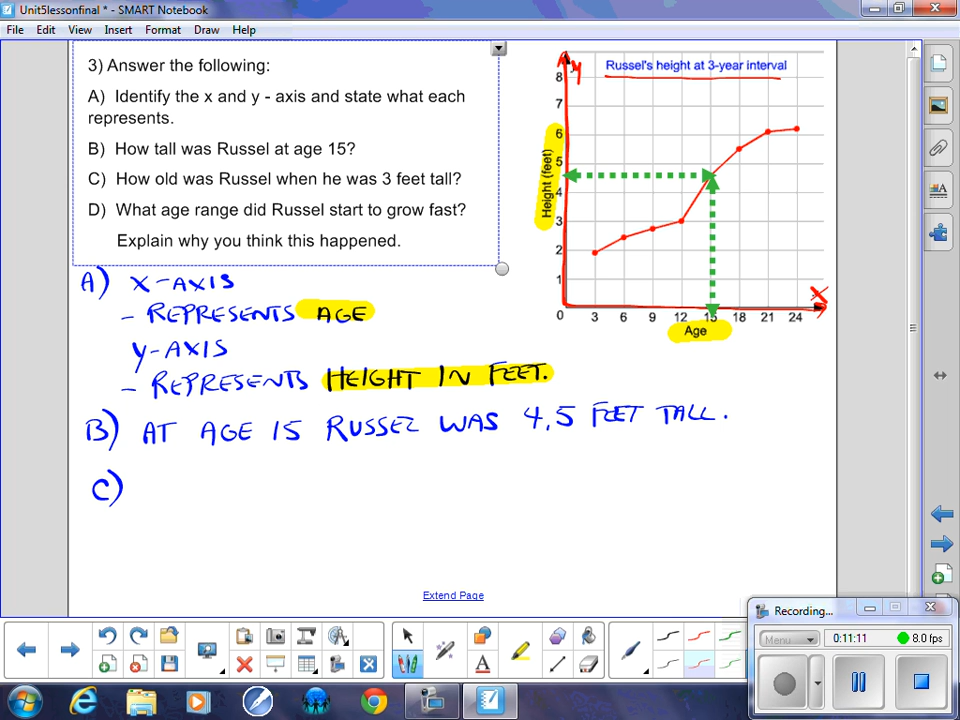 Unit5lessonfinal * - SMART Notebook
File Edit View Insert Format Draw Help
3) Answer the following:
A) Identify the x and y - axis and state what each
represents.
B) How tall was Russel at age 15?
C) How old was Russel when he was 3 feet tall?
D) What age range did Russel start to grow fast?
Explain why you think this happened.
Russel's height at 3-year interval
y
8
7
6
5
4
3
2
1
0
Height (feet)
3 6 9 12 15 18 21 24
X
Age
A) X-AXIS
- REPRESENTS AGE
Y-AXIS
- REPRESENTS HEIGHT IN FEET.
B) AT AGE 15 RUSSEL WAS 4.5 FEET TALL.
C)
Extend Page
Recording...
Menu
0:11:11
8.0 fps